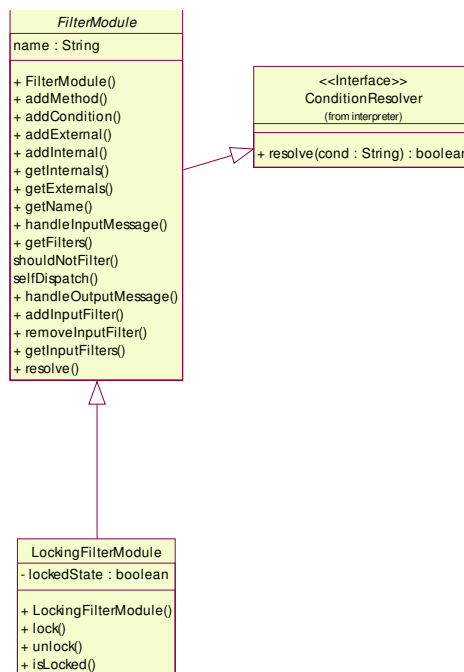 FilterModule
name : String
+ FilterModule()
+ addMethod()
+ addCondition()
+ addExternal()
+ addInternal()
+ getInternals()
+ getExternals()
+ getName()
+ handleInputMessage()
+ getFilters()
shouldNotFilter()
selfDispatch()
+ handleOutputMessage()
+ addInputFilter()
+ removeInputFilter()
+ getInputFilters()
+ resolve()
<<Interface>>
ConditionResolver
(from interpreter)
+ resolve(cond : String) : boolean
LockingFilterModule
- lockedState : boolean
+ LockingFilterModule()
+ lock()
+ unlock()
+ isLocked()